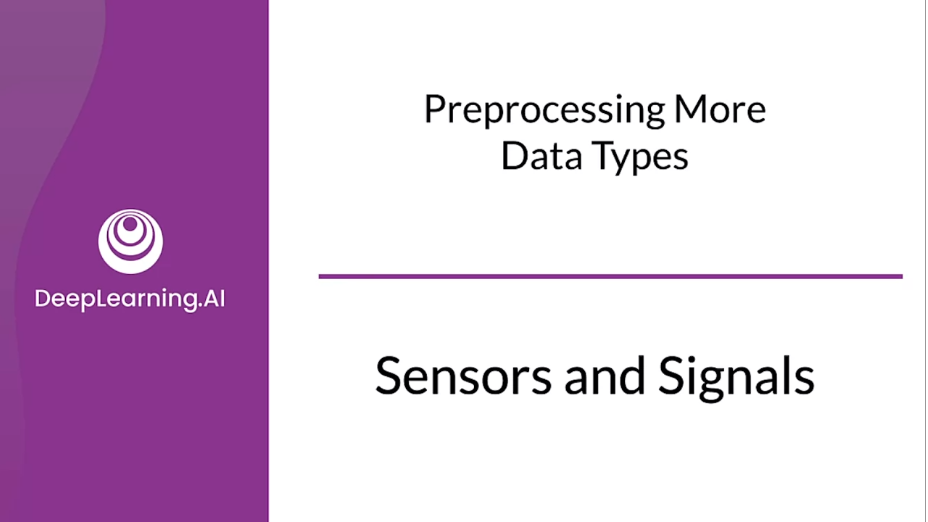 Preprocessing More
Data Types
DeepLearning.AI
Sensors and Signals